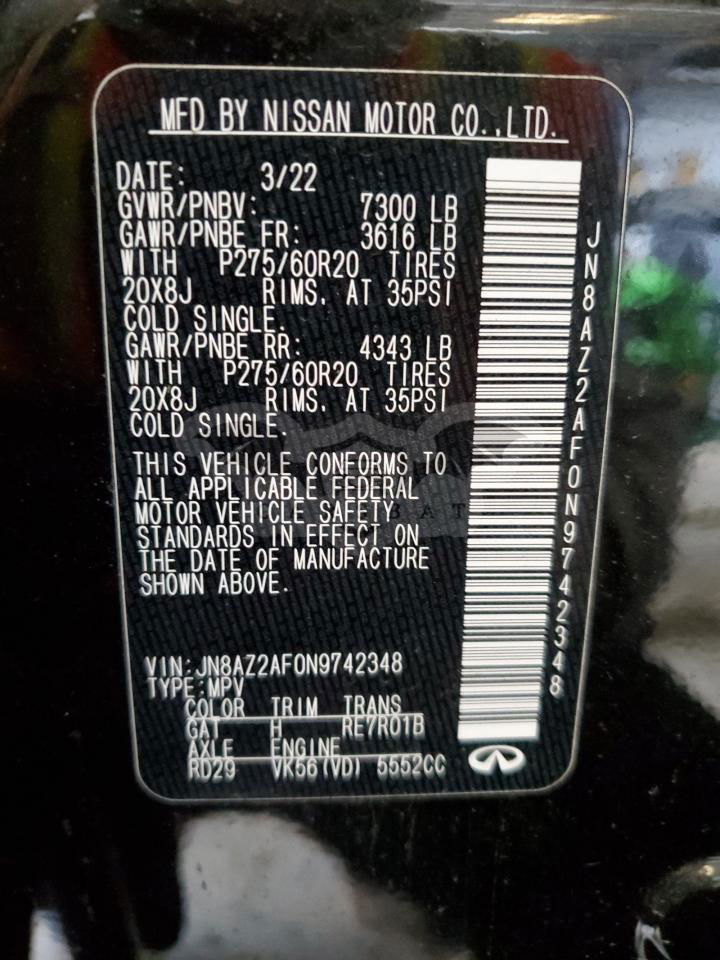 MFD BY NISSAN MOTOR CO.,LTD.
DATE: 3/22
GVWR/PNBV: 7300 LB
GAWR/PNBE FR: 3616 LB
WITH P275/60R20 TIRES
20X8J RIMS. AT 35PSI
COLD SINGLE.
GAWR/PNBE RR: 4343 LB
WITH P275/60R20 TIRES
20X8J RIMS. AT 35PSI
COLD SINGLE.
THIS VEHICLE CONFORMS TO
ALL APPLICABLE FEDERAL
MOTOR VEHICLE SAFETY
STANDARDS IN EFFECT ON
THE DATE OF MANUFACTURE
SHOWN ABOVE.
VIN:JN8AZ2AF0N9742348
TYPE:MPV
COLOR TRIM TRANS
GAT H RE7R01B
AXLE ENGINE
RD29 VK56(VD) 5552CC
JN8AZ2AF0N9742348